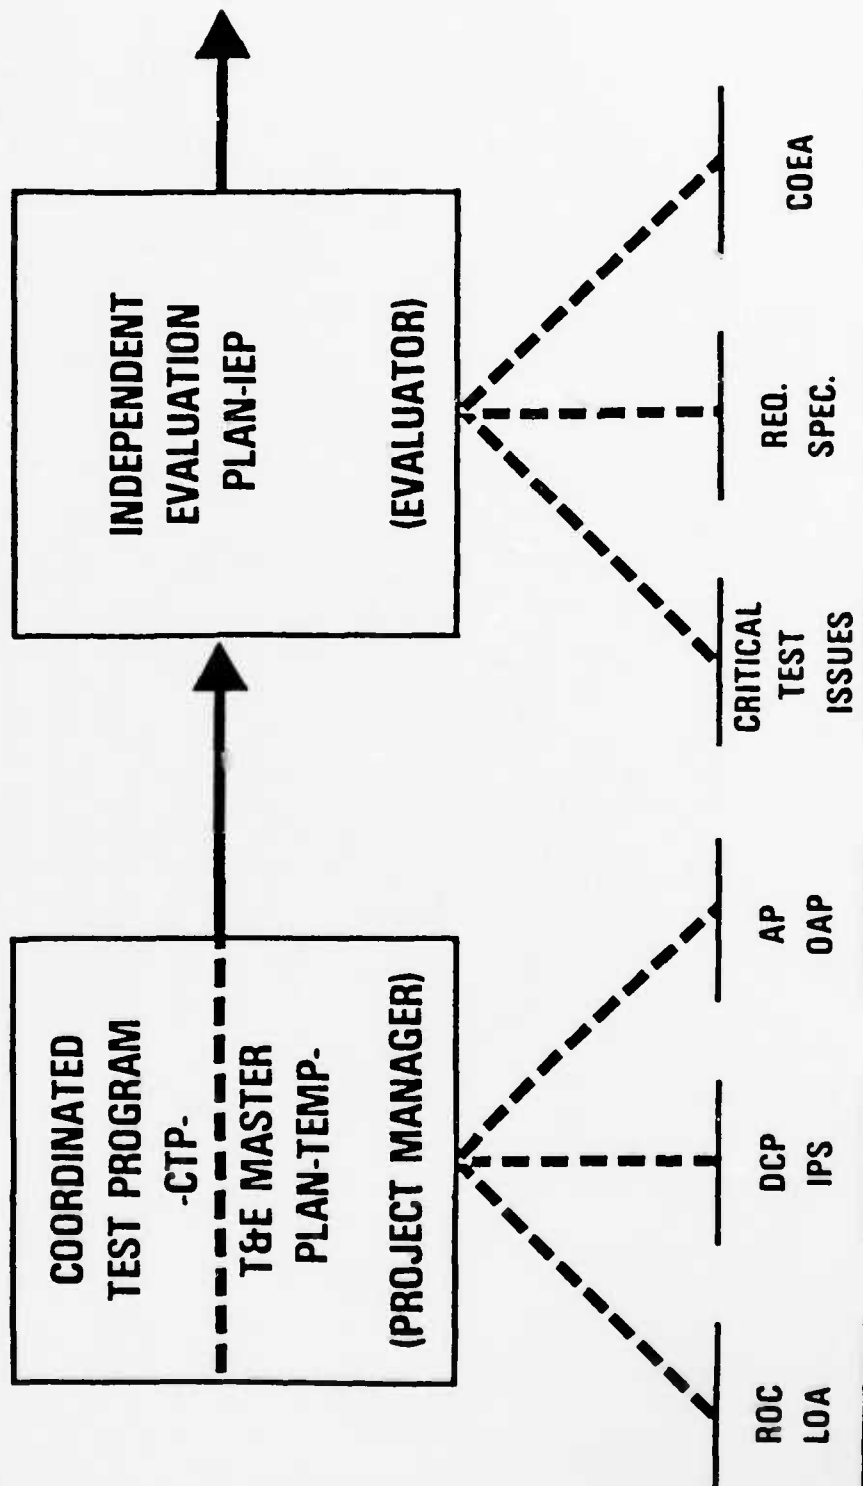 COORDINATED
TEST PROGRAM
-CTP-
T&E MASTER
PLAN-TEMP-
(PROJECT MANAGER)
INDEPENDENT
EVALUATION
PLAN-IEP
(EVALUATOR)
ROC
LOA
DCP
IPS
AP
OAP
CRITICAL
TEST
ISSUES
REQ.
SPEC.
COEA